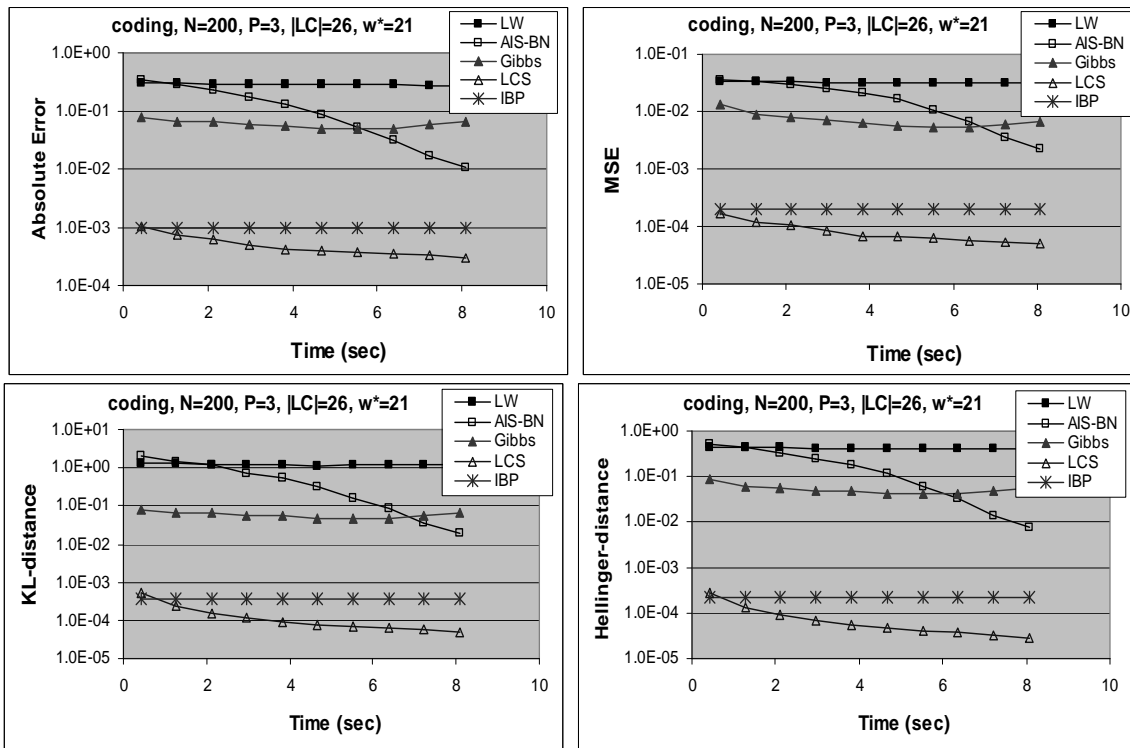 coding, N=200, P=3, |LC|=26, w*=21
LW
AIS-BN
Gibbs
LCS
IBP
1.0E+00
1.0E-01
1.0E-02
1.0E-03
1.0E-04
Absolute Error
0 2 4 6 8 10
Time (sec)
coding, N=200, P=3, |LC|=26, w*=21
LW
AIS-BN
Gibbs
LCS
IBP
1.0E-01
1.0E-02
1.0E-03
1.0E-04
1.0E-05
MSE
0 2 4 6 8 10
Time (sec)
coding, N=200, P=3, |LC|=26, w*=21
LW
AIS-BN
Gibbs
LCS
IBP
1.0E+01
1.0E+00
1.0E-01
1.0E-02
1.0E-03
1.0E-04
1.0E-05
KL-distance
0 2 4 6 8 10
Time (sec)
coding, N=200, P=3, |LC|=26, w*=21
LW
AIS-BN
Gibbs
LCS
IBP
1.0E+00
1.0E-01
1.0E-02
1.0E-03
1.0E-04
1.0E-05
Hellinger-distance
0 2 4 6 8 10
Time (sec)